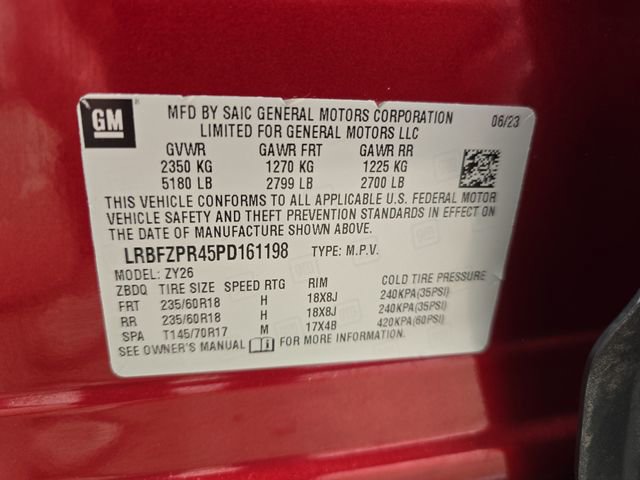 GM
MFD BY SAIC GENERAL MOTORS CORPORATION 06/23
LIMITED FOR GENERAL MOTORS LLC
GVWR GAWR FRT GAWR RR
2350 KG 1270 KG 1225 KG
5180 LB 2799 LB 2700 LB
THIS VEHICLE CONFORMS TO ALL APPLICABLE U.S. FEDERAL MOTOR
VEHICLE SAFETY AND THEFT PREVENTION STANDARDS IN EFFECT ON
THE DATE OF MANUFACTURE SHOWN ABOVE.
LRBFZPR45PD161198 TYPE: M.P.V.
MODEL: ZY26
ZBDQ TIRE SIZE SPEED RTG RIM COLD TIRE PRESSURE
FRT 235/60R18 H 18X8J 240KPA(35PSI)
RR 235/60R18 H 18X8J 240KPA(35PSI)
SPA T145/70R17 M 17X4B 420KPA(60PSI)
SEE OWNER'S MANUAL FOR MORE INFORMATION.